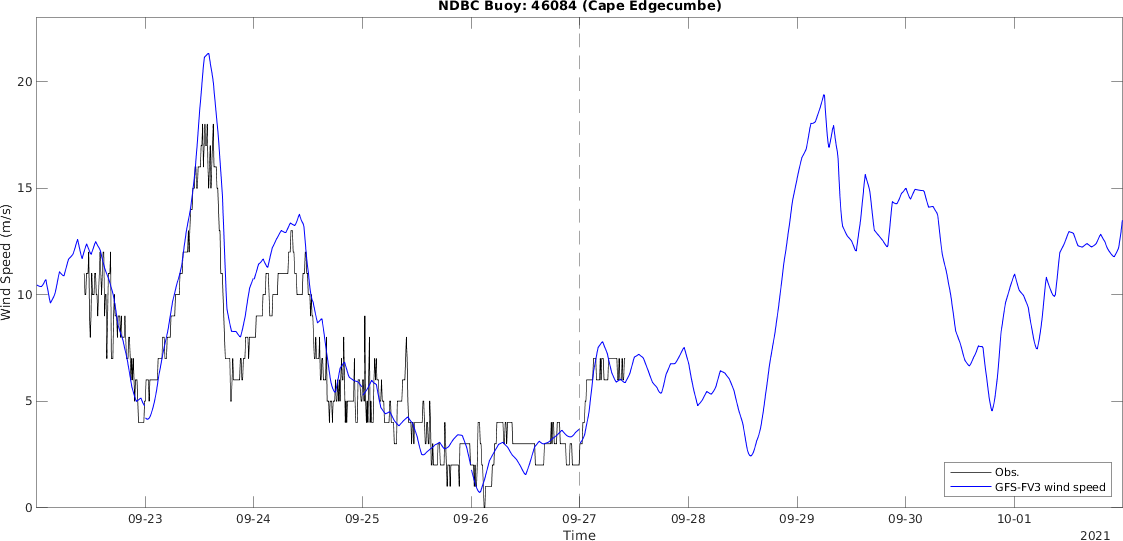 NDBC Buoy: 46084 (Cape Edgecumbe)
Wind Speed (m/s)
20
15
10
5
0
09-23 09-24 09-25 09-26 09-27 09-28 09-29 09-30 10-01
Time
2021
Obs.
GFS-FV3 wind speed